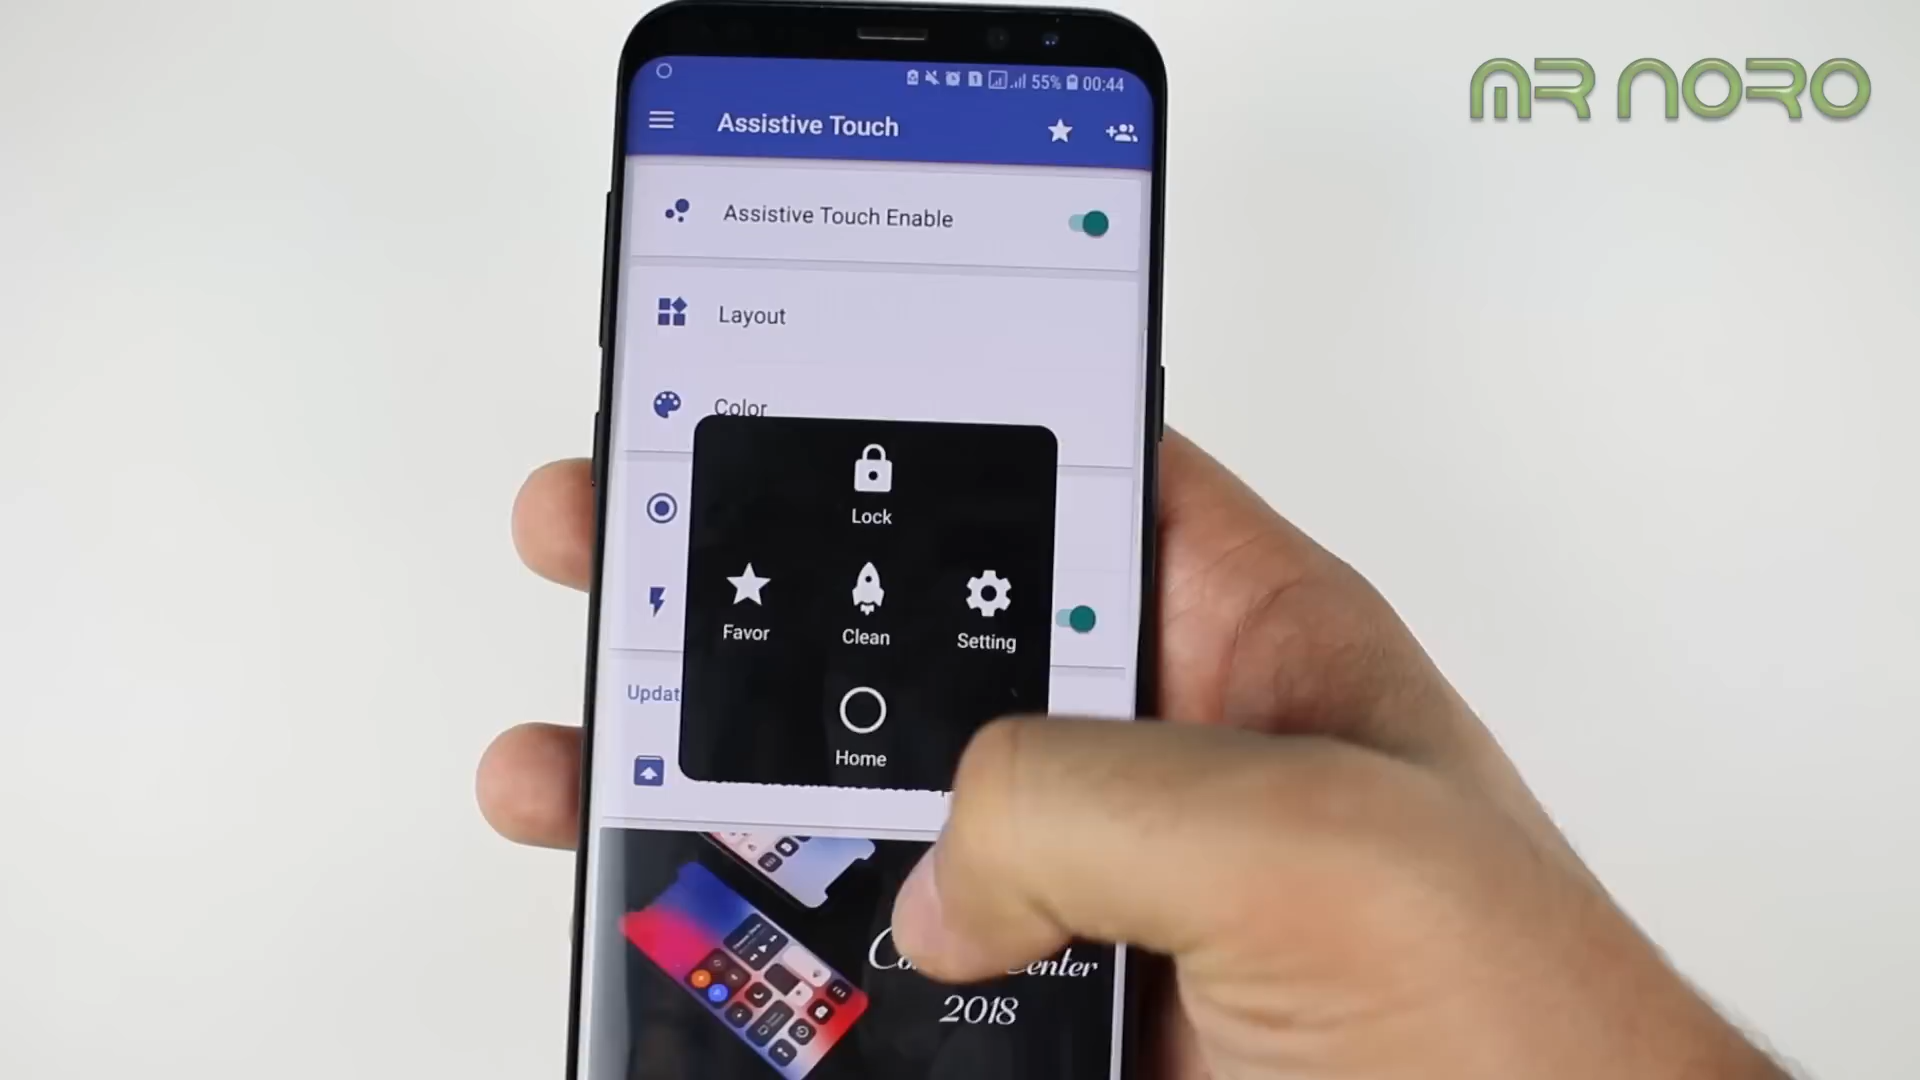 MR NORO
55% 00:44
Assistive Touch
Assistive Touch Enable
Layout
Color
Lock
Favor
Clean
Setting
Home
2018